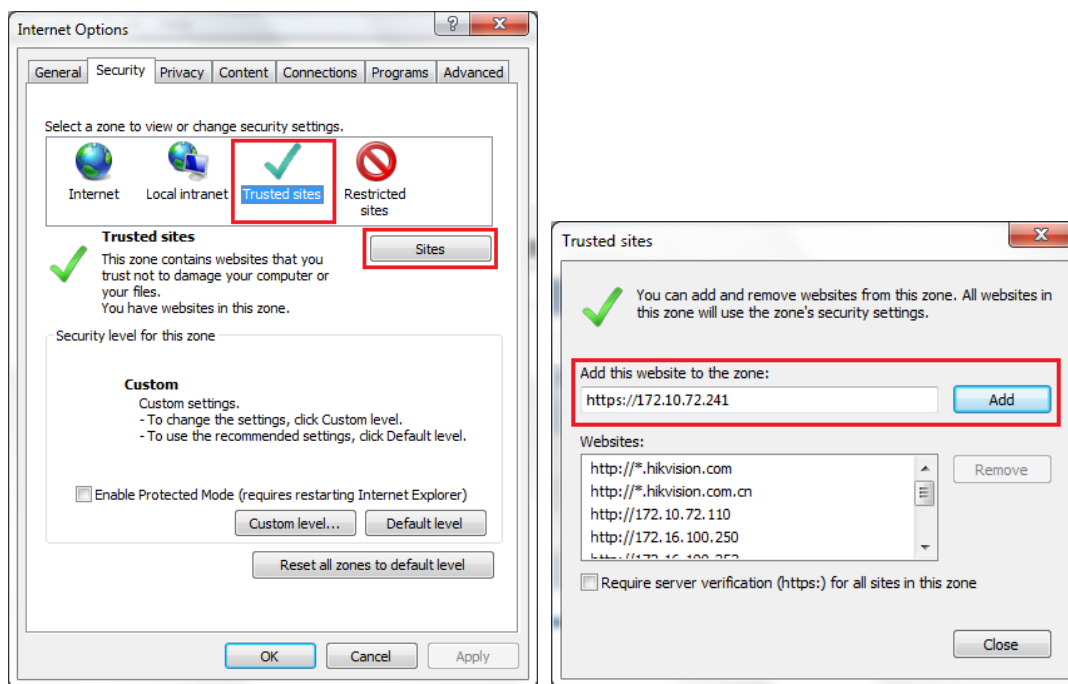 Internet Options
General Security Privacy Content Connections Programs Advanced
Select a zone to view or change security settings.
Internet
Local intranet
Trusted sites
Restricted
sites
Trusted sites
Sites
This zone contains websites that you
trust not to damage your computer or
your files.
You have websites in this zone.
Security level for this zone
Custom
Custom settings.
- To change the settings, click Custom level.
- To use the recommended settings, click Default level.
Enable Protected Mode (requires restarting Internet Explorer)
Custom level... Default level
Reset all zones to default level
OK Cancel Apply
Trusted sites
You can add and remove websites from this zone. All websites in
this zone will use the zone's security settings.
Add this website to the zone:
https://172.10.72.241 Add
Websites:
http://*.hikvision.com
Remove
http://*.hikvision.com.cn
http://172.10.72.110
http://172.16.100.250
Require server verification (https:) for all sites in this zone
Close